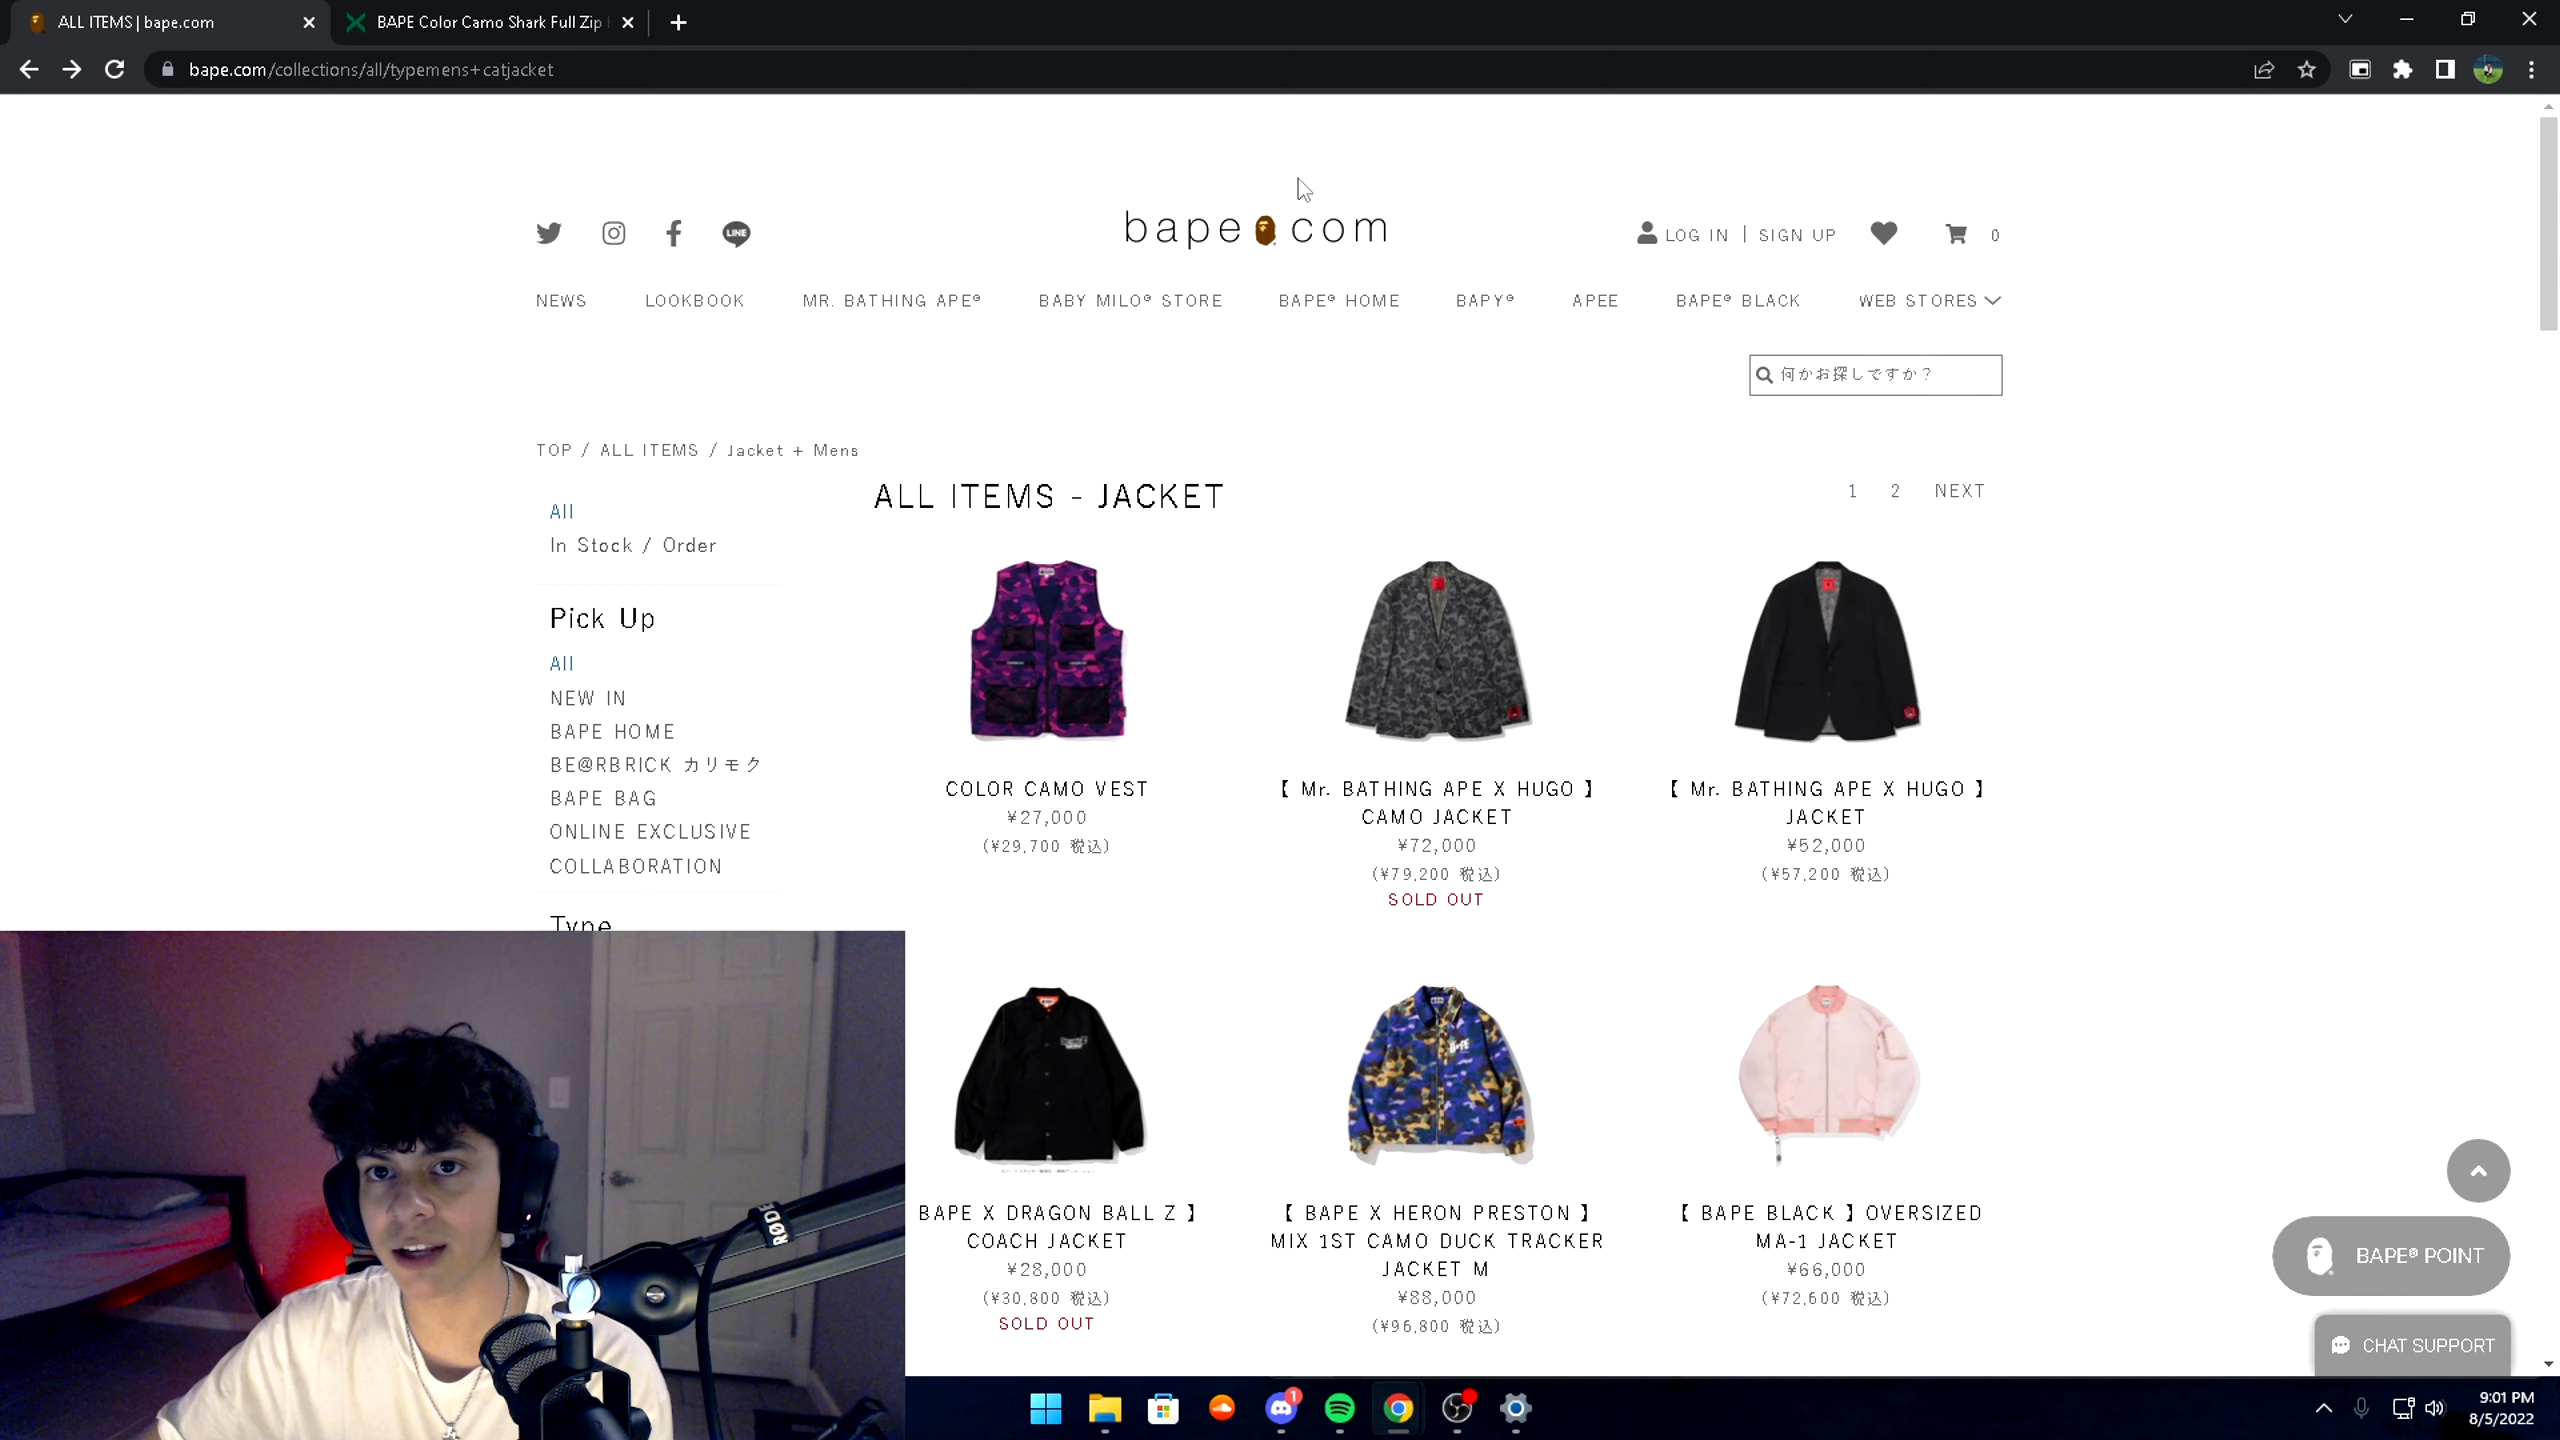 ALL ITEMS | bape.com
BAPE Color Camo Shark Full Zip
bape.com/collections/all/typemens+catjacket
LINE
bape com
LOG IN | SIGN UP
0
NEWS LOOKBOOK MR. BATHING APE® BABY MILO® STORE BAPE® HOME BAPY® APEE BAPE® BLACK WEB STORES
何かお探しですか？
TOP / ALL ITEMS / Jacket + Mens
ALL ITEMS - JACKET
1 2 NEXT
All
In Stock / Order
Pick Up
All
NEW IN
BAPE HOME
BE@RBRICK カリモク
BAPE BAG
ONLINE EXCLUSIVE
COLLABORATION
Type
COLOR CAMO VEST
¥27,000
(¥29,700 税込)
【 Mr. BATHING APE X HUGO 】
CAMO JACKET
¥72,000
(¥79,200 税込)
SOLD OUT
【 Mr. BATHING APE X HUGO 】
JACKET
¥52,000
(¥57,200 税込)
BAPE X DRAGON BALL Z 】
COACH JACKET
¥28,000
(¥30,800 税込)
SOLD OUT
【 BAPE X HERON PRESTON 】
MIX 1ST CAMO DUCK TRACKER
JACKET M
¥88,000
(¥96,800 税込)
【 BAPE BLACK 】OVERSIZED
MA-1 JACKET
¥66,000
(¥72,600 税込)
BAPE® POINT
CHAT SUPPORT
RØDE
1
9:01 PM
8/5/2022